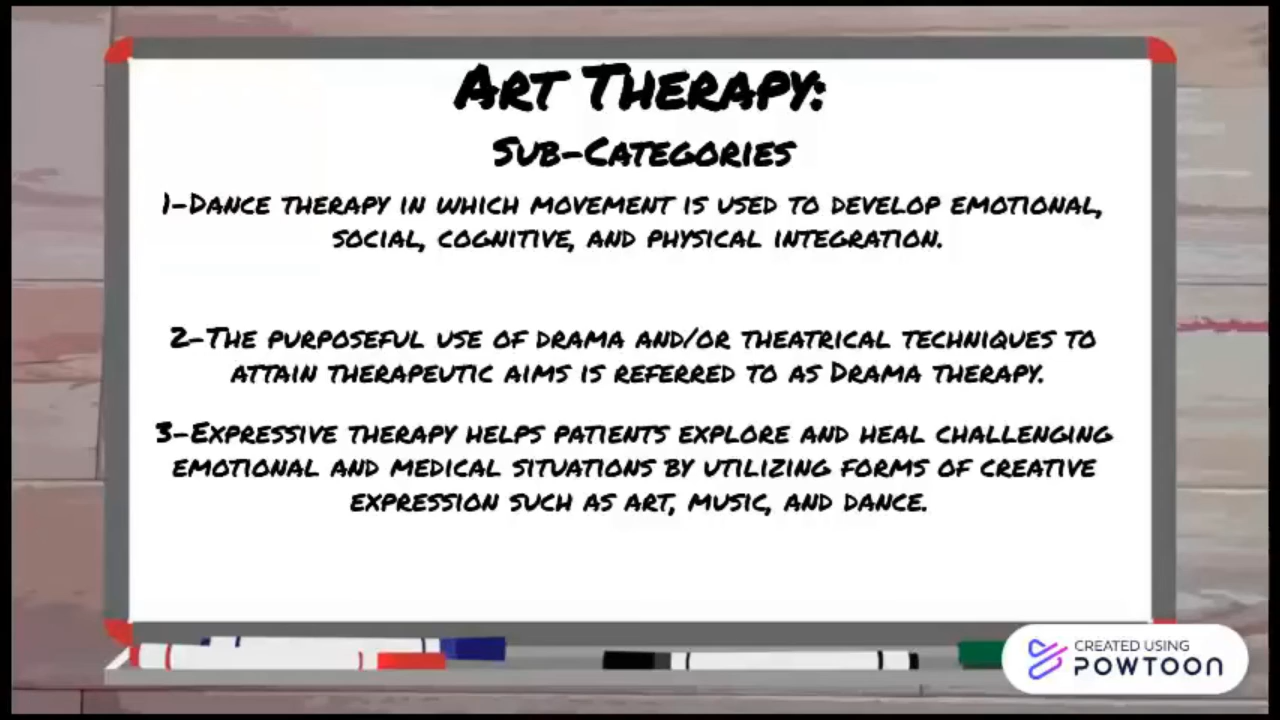 ART THERAPY:
SUB-CATEGORIES
1-DANCE THERAPY IN WHICH MOVEMENT IS USED TO DEVELOP EMOTIONAL,
SOCIAL, COGNITIVE, AND PHYSICAL INTEGRATION.
2-THE PURPOSEFUL USE OF DRAMA AND/OR THEATRICAL TECHNIQUES TO
ATTAIN THERAPEUTIC AIMS IS REFERRED TO AS DRAMA THERAPY.
3-EXPRESSIVE THERAPY HELPS PATIENTS EXPLORE AND HEAL CHALLENGING
EMOTIONAL AND MEDICAL SITUATIONS BY UTILIZING FORMS OF CREATIVE
EXPRESSION SUCH AS ART, MUSIC, AND DANCE.
CREATED USING
POWTOON